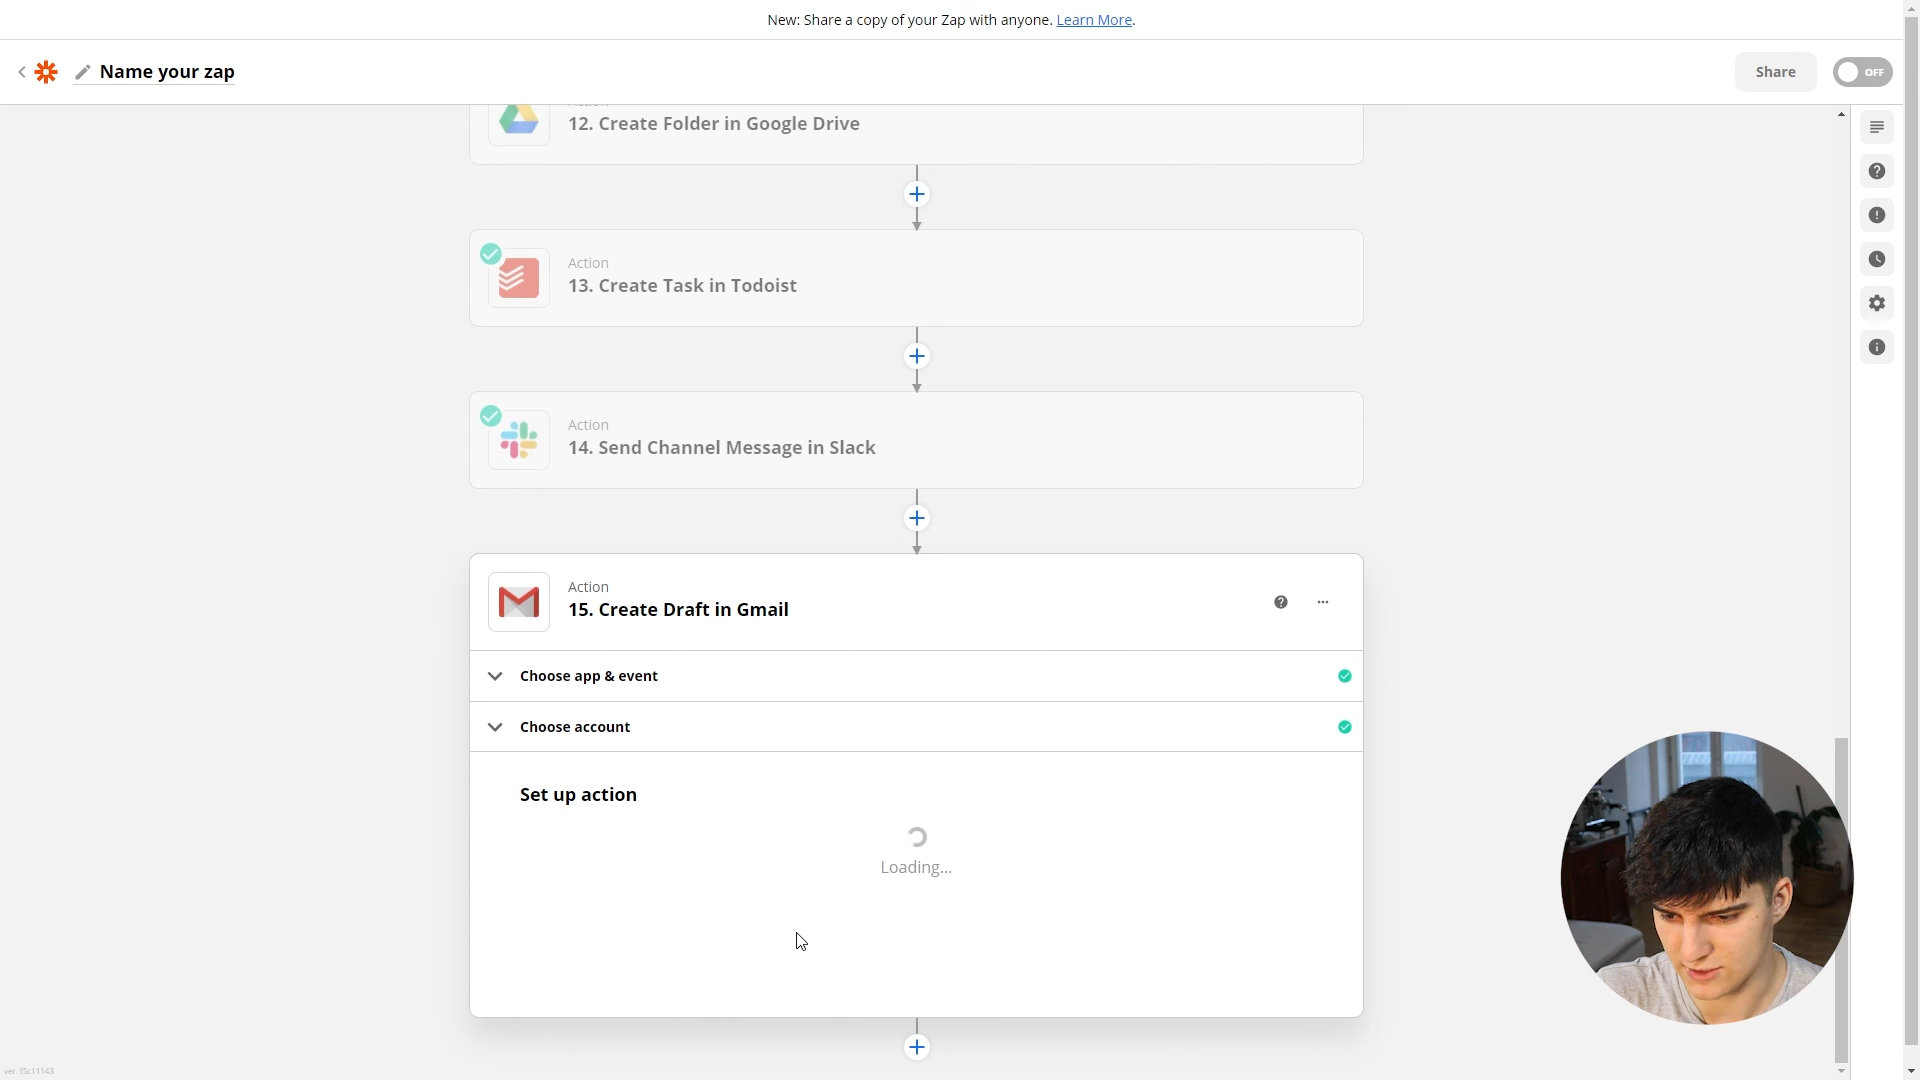 New: Share a copy of your Zap with anyone. Learn More.
Name your zap
Share
OFF
12. Create Folder in Google Drive
Action
13. Create Task in Todoist
Action
14. Send Channel Message in Slack
Action
15. Create Draft in Gmail
Choose app & event
Choose account
Set up action
Loading...